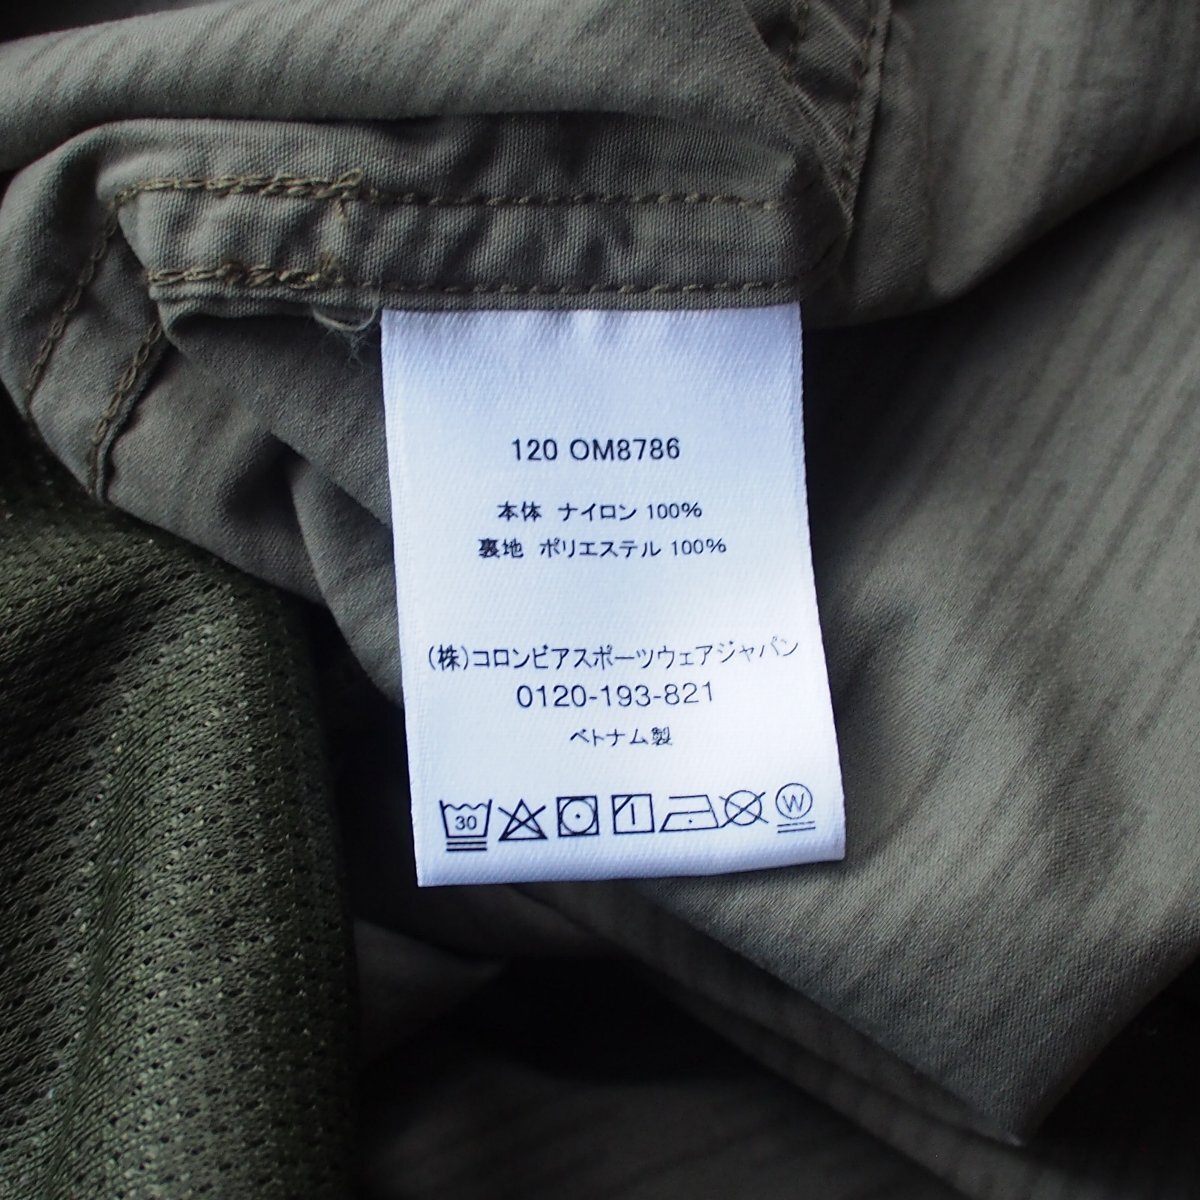 120 OM8786
本体 ナイロン 100%
裏地 ポリエステル 100%
(株)コロンビアスポーツウェアジャパン
0120-193-821
ベトナム製
30 W